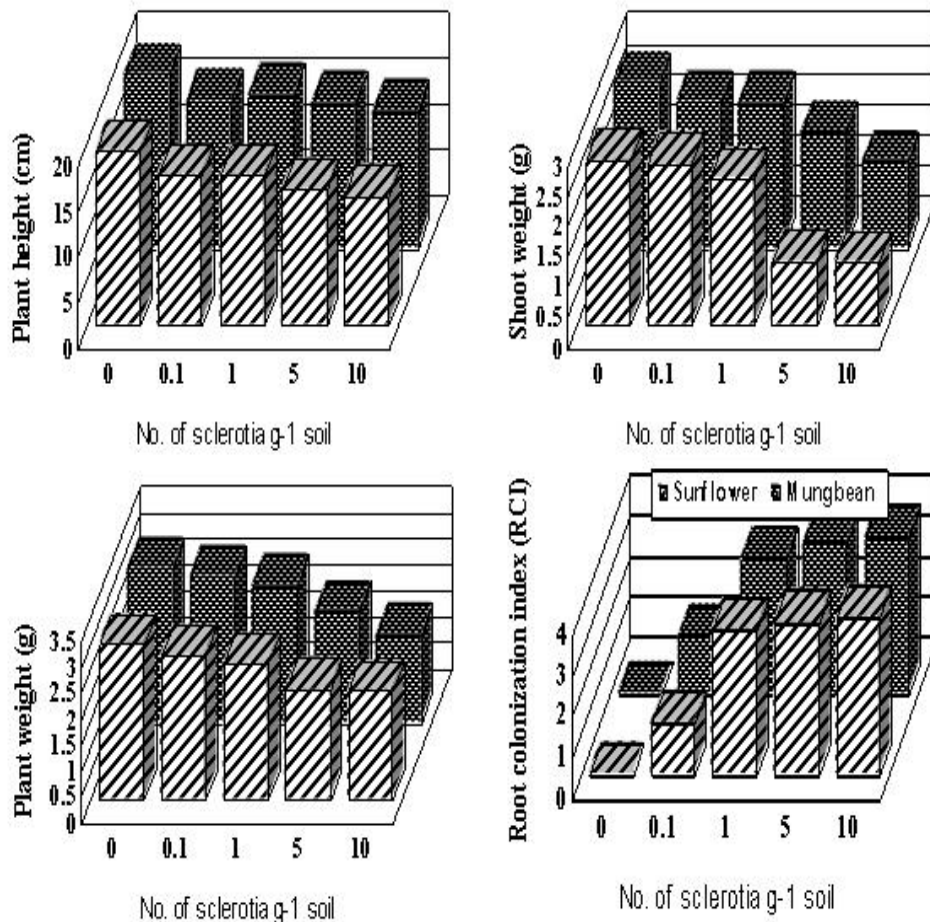 Plant height (cm)
20
15
10
5
0
0 0.1 1 5 10
No. of sclerotia g-1 soil
Shoot weight (g)
3
2.5
2
1.5
1
0.5
0
0 0.1 1 5 10
No. of sclerotia g-1 soil
Plant weight (g)
3.5
3
2.5
2
1.5
1
0.5
0
0 0.1 1 5 10
No. of sclerotia g-1 soil
Sunflower Mungbean
Root colonization index (RCI)
4
3
2
1
0
0 0.1 1 5 10
No. of sclerotia g-1 soil